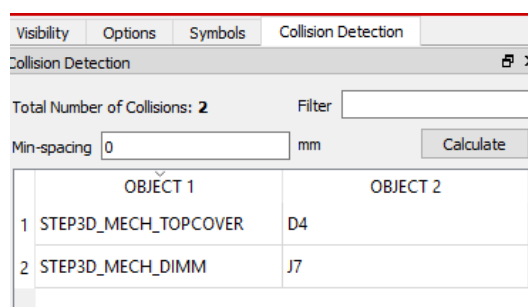 Visibility Options Symbols Collision Detection
Collision Detection
Total Number of Collisions: 2 Filter
Min-spacing 0 mm Calculate
OBJECT 1 OBJECT 2
1 STEP3D_MECH_TOPCOVER D4
2 STEP3D_MECH_DIMM J7